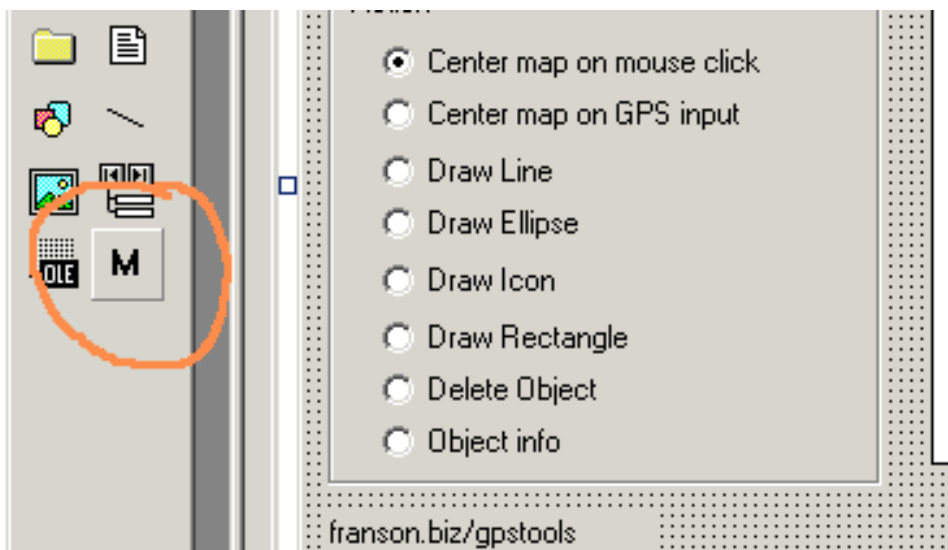 Center map on mouse click
Center map on GPS input
Draw Line
Draw Ellipse
Draw Icon
OLE
M
Draw Rectangle
Delete Object
Object info
franson.biz/gpstools